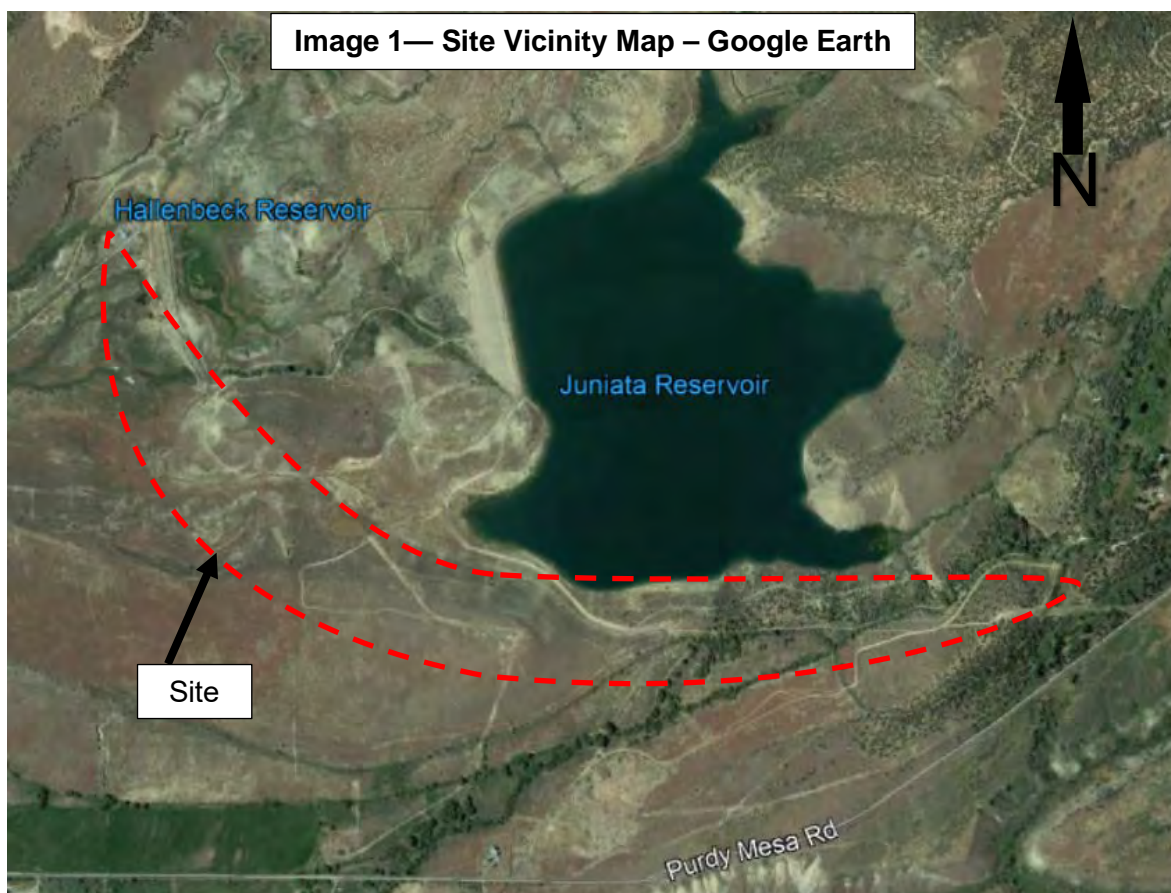 Image 1— Site Vicinity Map – Google Earth
N
Hallenbeck Reservoir
Juniata Reservoir
Site
Purdy Mesa Rd